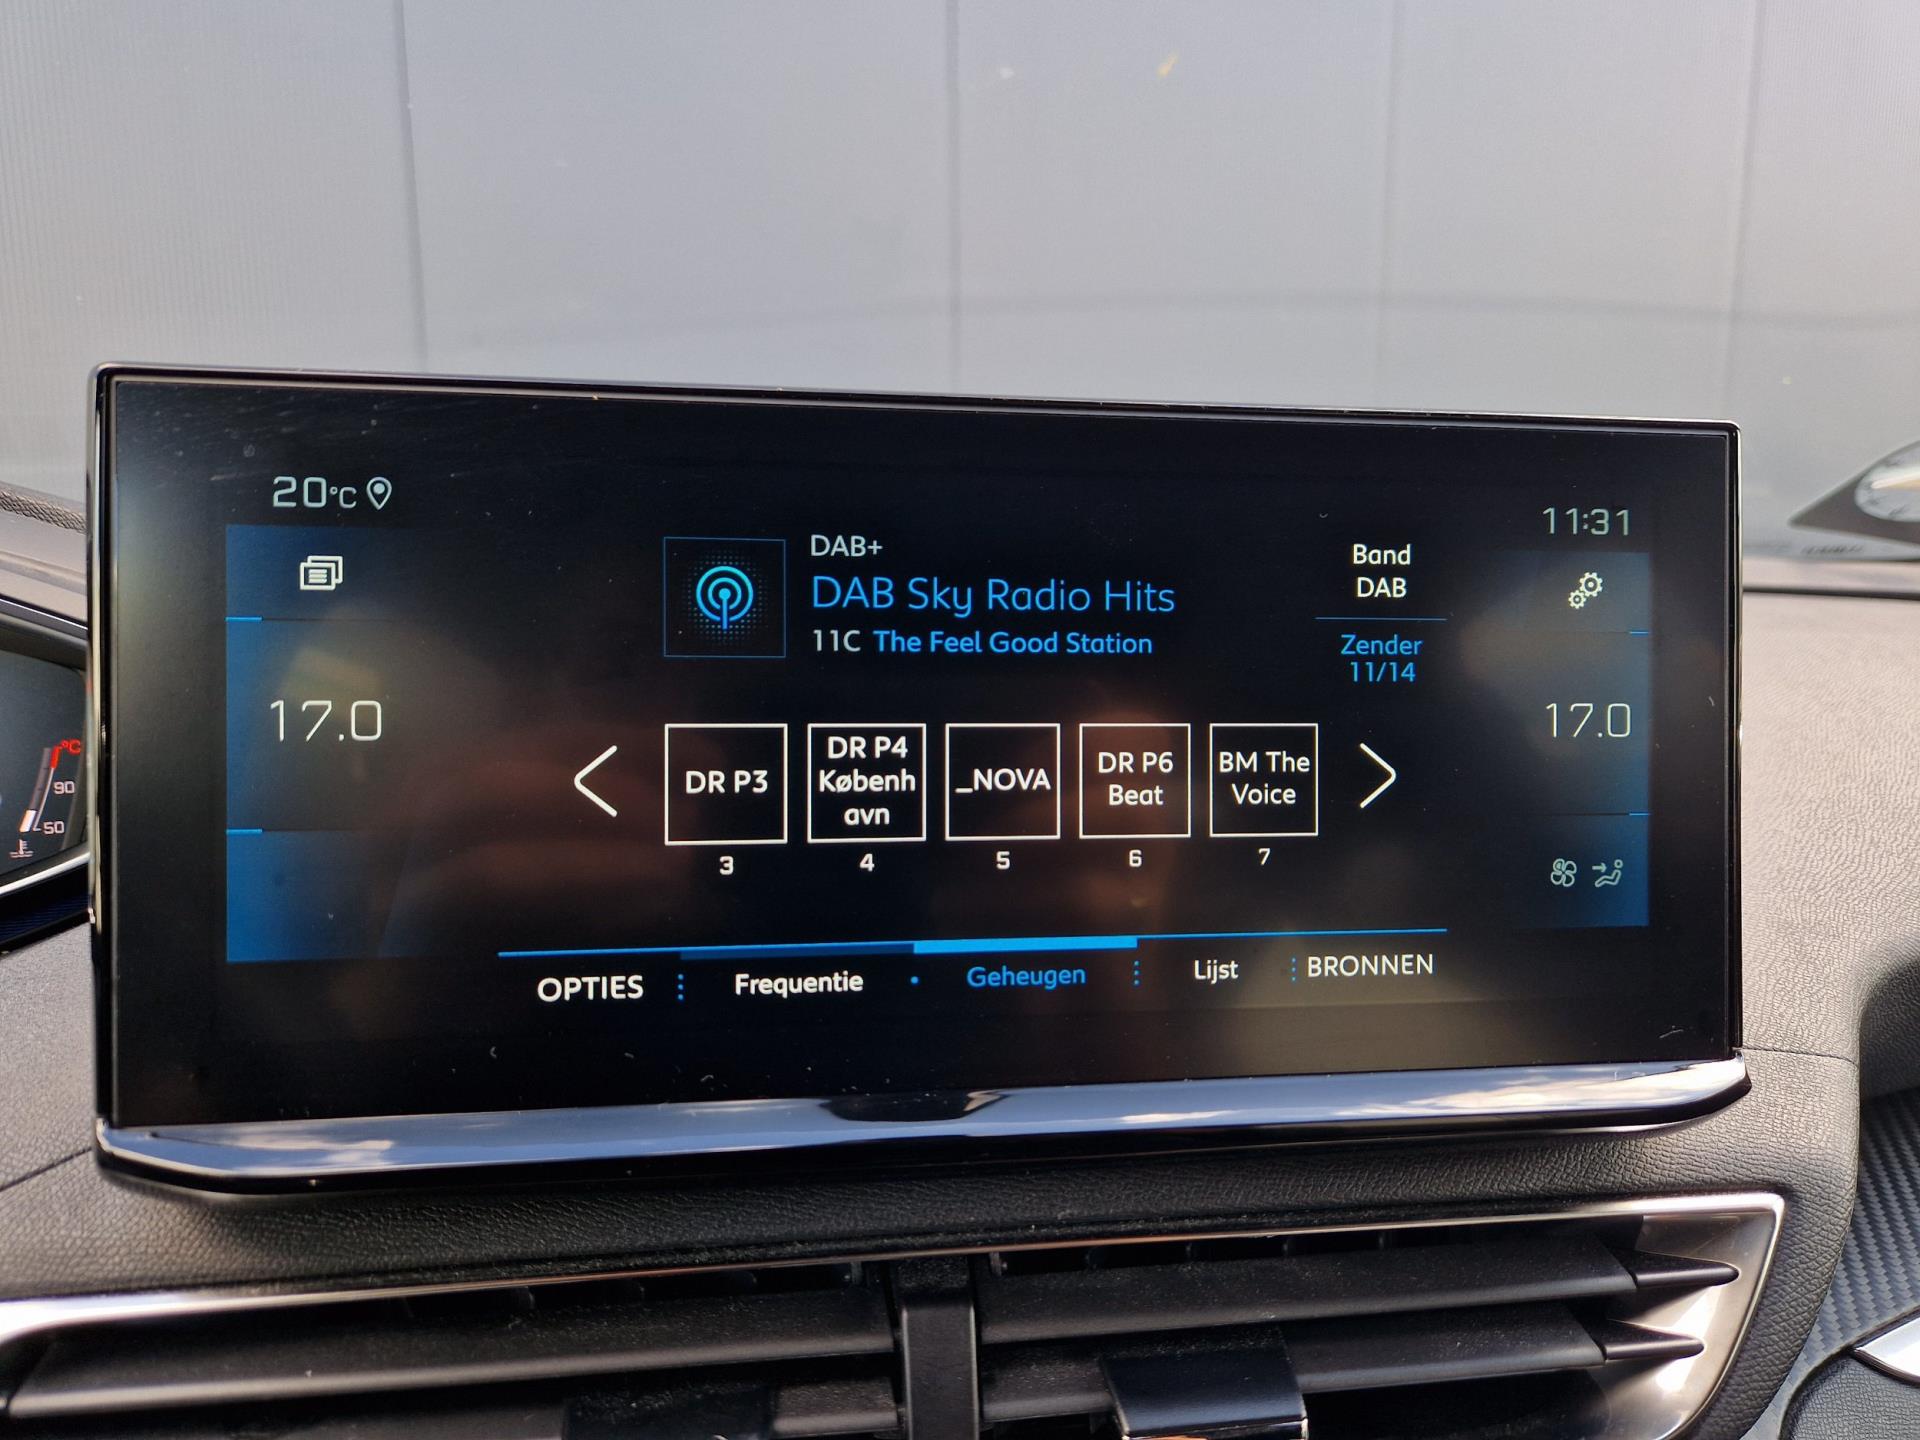 20°C
11:31
DAB+
DAB Sky Radio Hits
11C The Feel Good Station
Band
DAB
Zender
11/14
17.0
17.0
DR P3
DR P4
Københ
avn
_NOVA
DR P6
Beat
BM The
Voice
3
4
5
6
7
OPTIES
Frequentie
Geheugen
Lijst
BRONNEN
°C
90
50